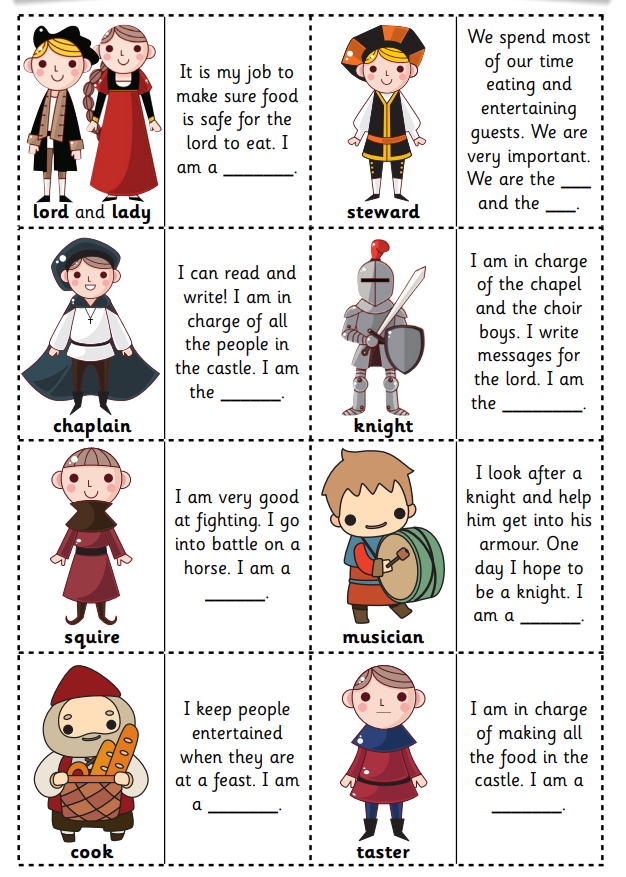 lord and lady
It is my job to
make sure food
is safe for the
lord to eat. I
am a ________.
steward
We spend most
of our time
eating and
entertaining
guests. We are
very important.
We are the ___
and the ___.
chaplain
I can read and
write! I am in
charge of all
the people in
the castle. I am
the ______.
knight
I am in charge
of the chapel
and the choir
boys. I write
messages for
the lord. I am
the ________.
squire
I am very good
at fighting. I go
into battle on a
horse. I am a
______.
musician
I look after a
knight and help
him get into his
armour. One
day I hope to
be a knight. I
am a ______.
cook
I keep people
entertained
when they are
at a feast. I am
a _______.
taster
I am in charge
of making all
the food in the
castle. I am a
_______.